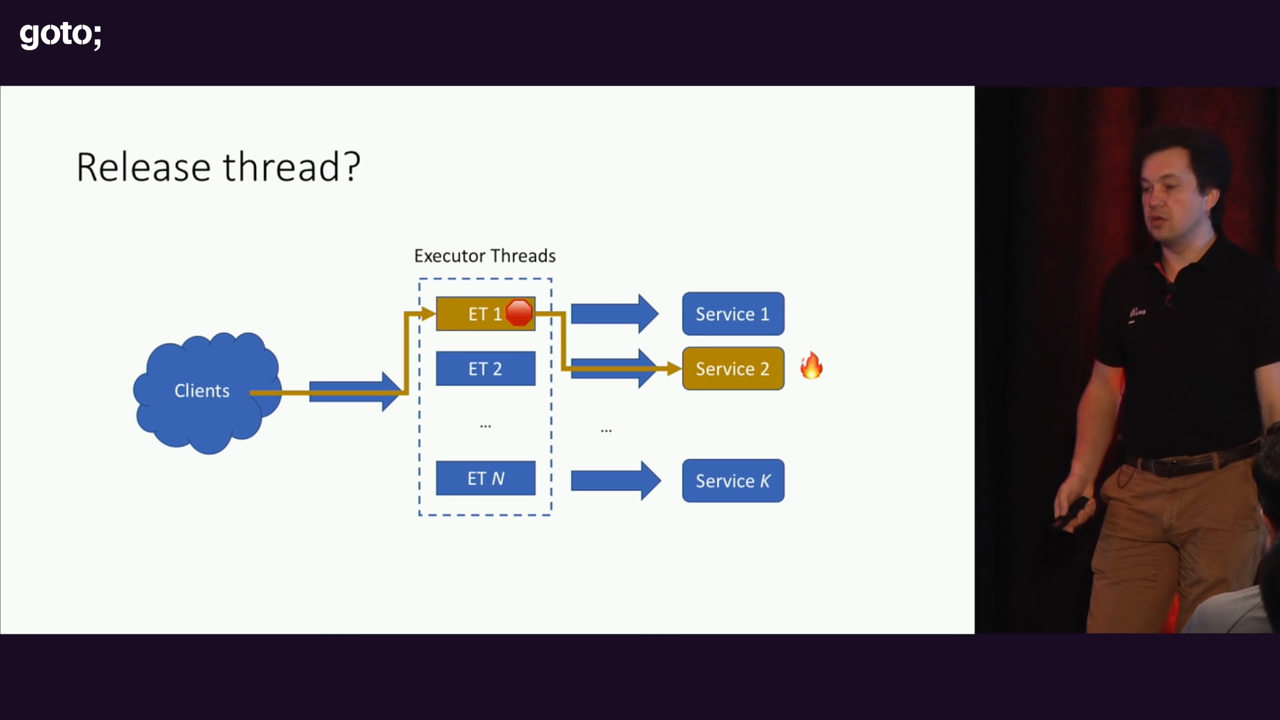 goto;
Release thread?
Executor Threads
Clients
ET 1
Service 1
ET 2
Service 2
...
...
ET N
Service K